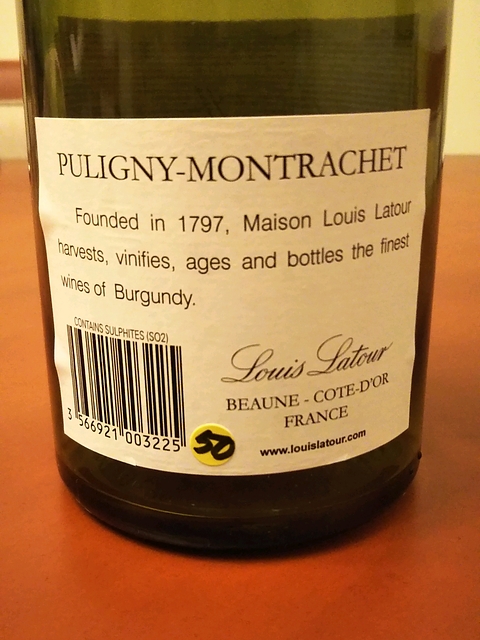 PULIGNY-MONTRACHET
Founded in 1797, Maison Louis Latour
harvests, vinifies, ages and bottles the finest
wines of Burgundy.
CONTAINS SULPHITES (SO2)
3 566921 003225
50
Louis Latour
BEAUNE - COTE-D'OR
FRANCE
www.louislatour.com